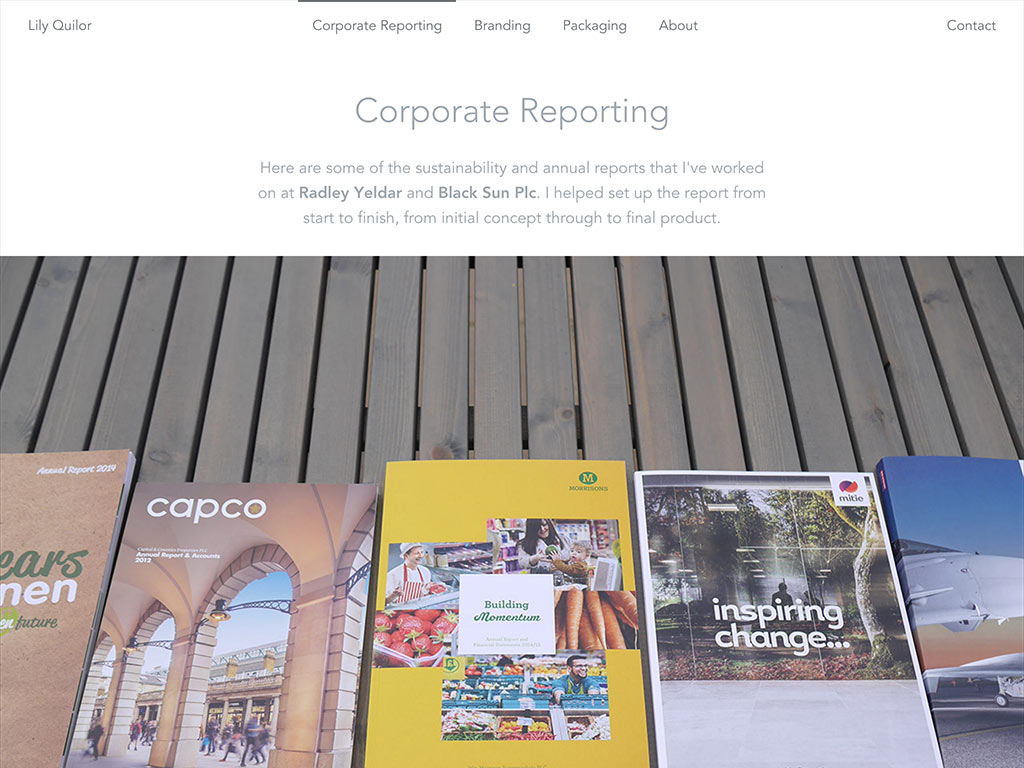 Lily Quilor
Corporate Reporting
Branding
Packaging
About
Contact
Corporate Reporting
Here are some of the sustainability and annual reports that I've worked
on at Radley Yeldar and Black Sun Plc. I helped set up the report from
start to finish, from initial concept through to final product.
Annual Report 2014
ears
nen
en future
capco
Capital & Counties Properties PLC
Annual Report & Accounts
2012
M
MORRISONS
Building
Momentum
Annual Report and
Financial Statements 2014/15
mitie
inspiring
change...